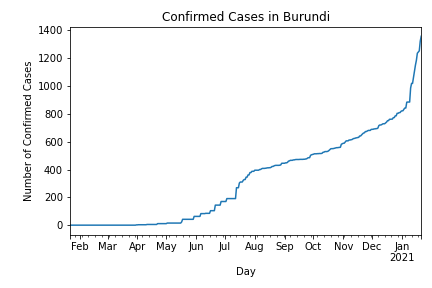 Confirmed Cases in Burundi
Number of Confirmed Cases
1400
1200
1000
800
600
400
200
0
Feb Mar Apr May Jun Jul Aug Sep Oct Nov Dec Jan
2021
Day